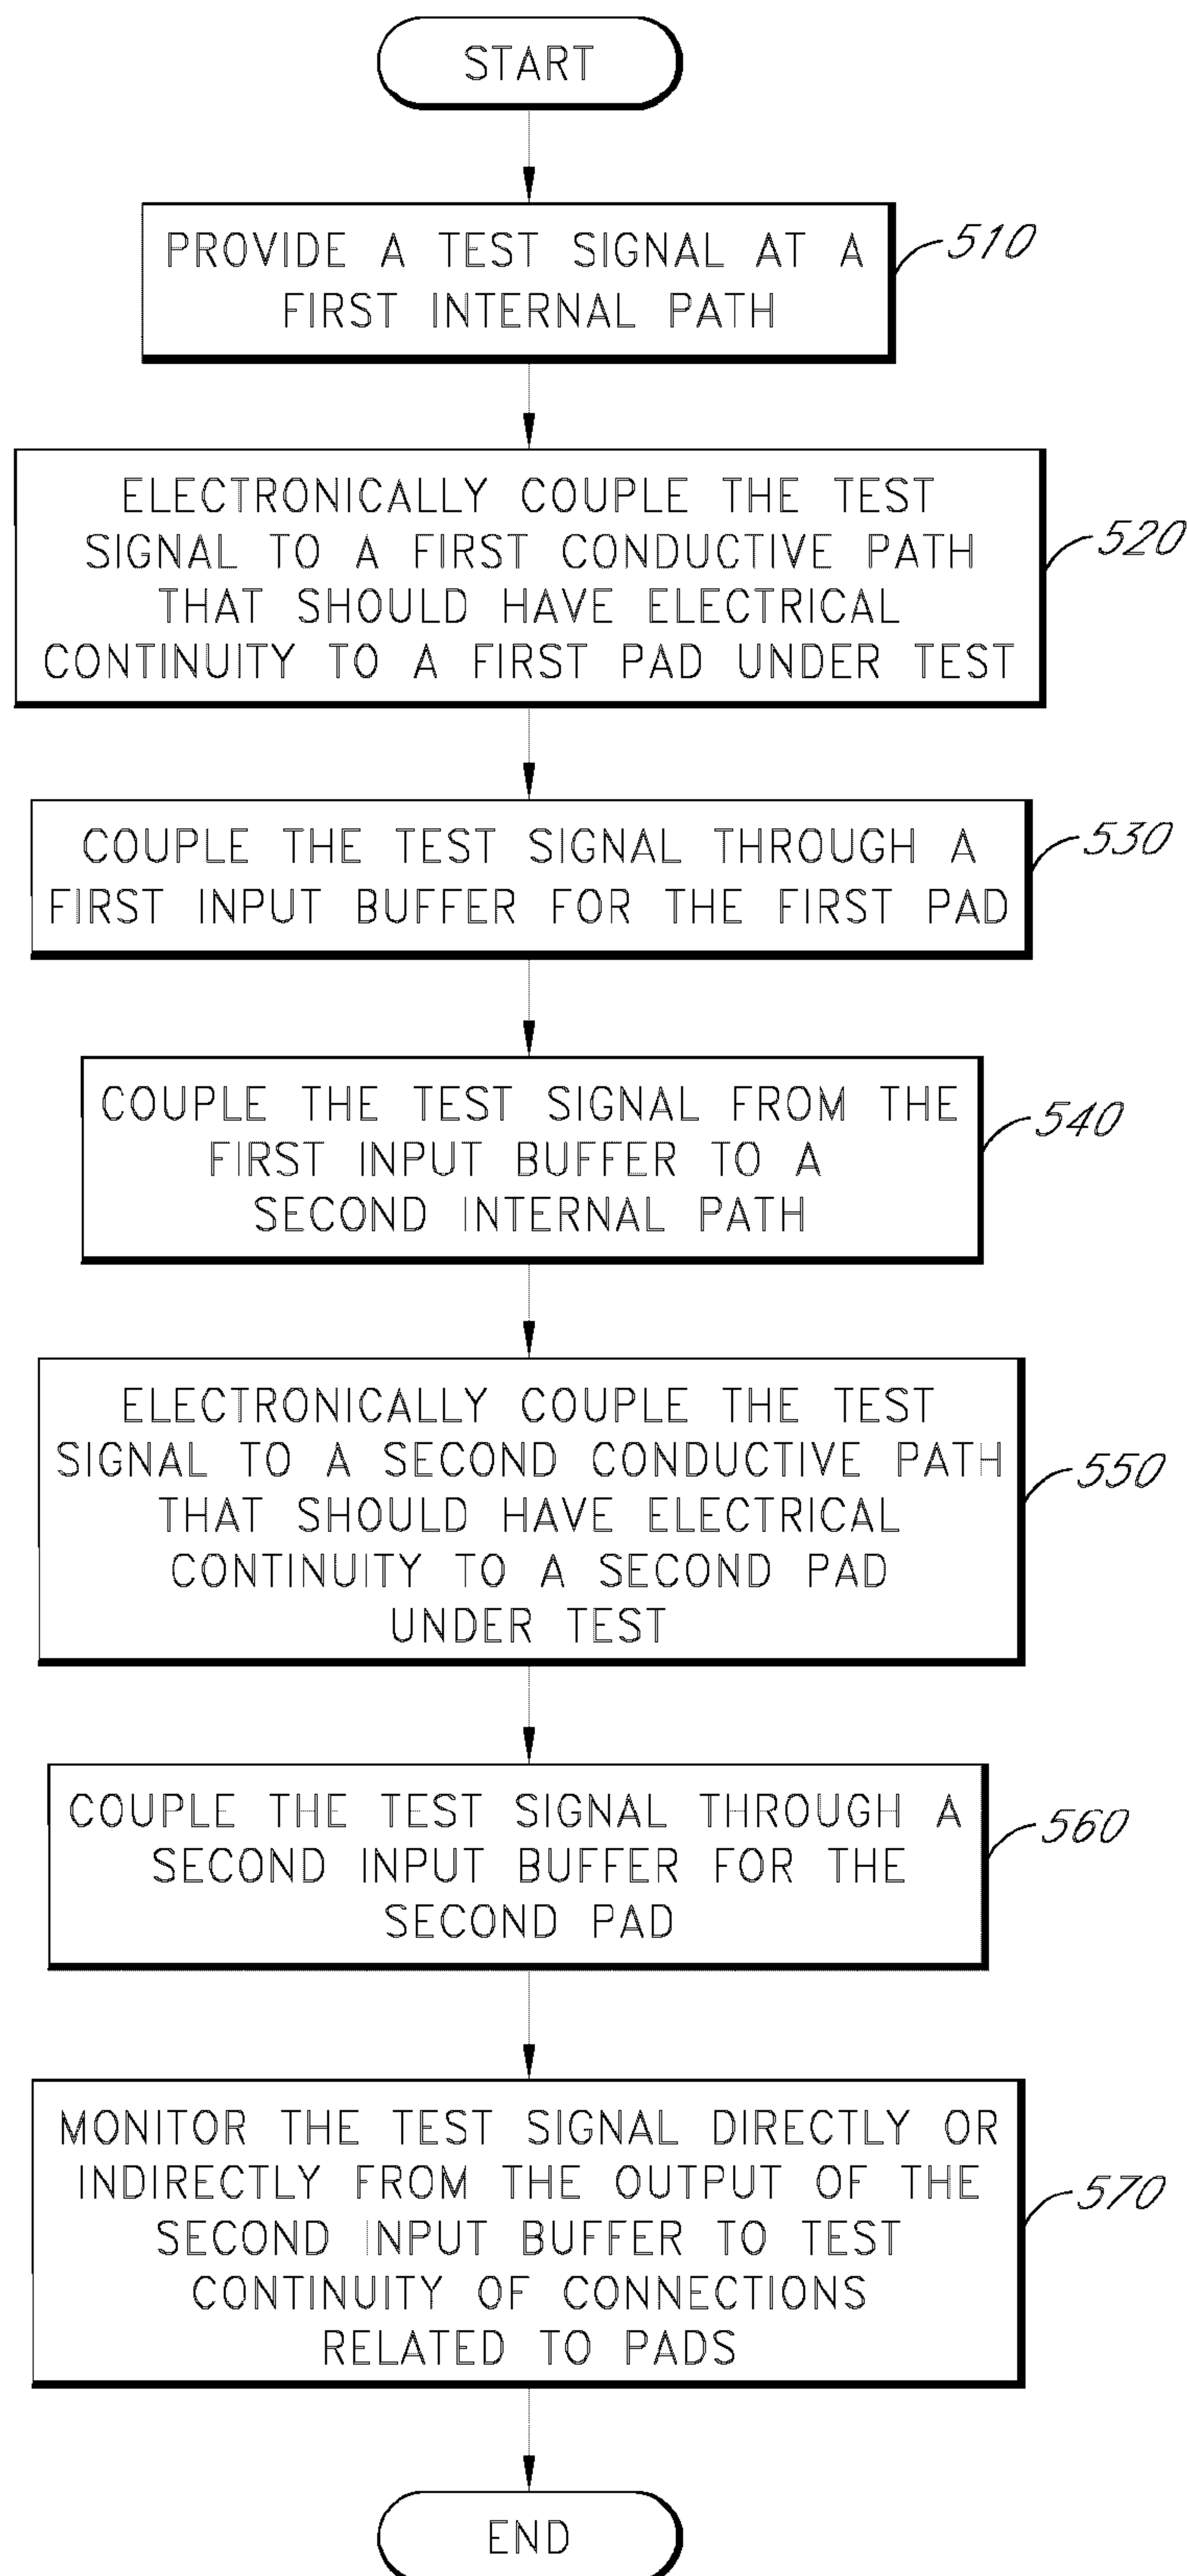 START
PROVIDE A TEST SIGNAL AT A
FIRST INTERNAL PATH
510
ELECTRONICALLY COUPLE THE TEST
SIGNAL TO A FIRST CONDUCTIVE PATH
THAT SHOULD HAVE ELECTRICAL
CONTINUITY TO A FIRST PAD UNDER TEST
520
COUPLE THE TEST SIGNAL THROUGH A
FIRST INPUT BUFFER FOR THE FIRST PAD
530
COUPLE THE TEST SIGNAL FROM THE
FIRST INPUT BUFFER TO A
SECOND INTERNAL PATH
540
ELECTRONICALLY COUPLE THE TEST
SIGNAL TO A SECOND CONDUCTIVE PATH
THAT SHOULD HAVE ELECTRICAL
CONTINUITY TO A SECOND PAD
UNDER TEST
550
COUPLE THE TEST SIGNAL THROUGH A
SECOND INPUT BUFFER FOR THE
SECOND PAD
560
MONITOR THE TEST SIGNAL DIRECTLY OR
INDIRECTLY FROM THE OUTPUT OF THE
SECOND INPUT BUFFER TO TEST
CONTINUITY OF CONNECTIONS
RELATED TO PADS
570
END